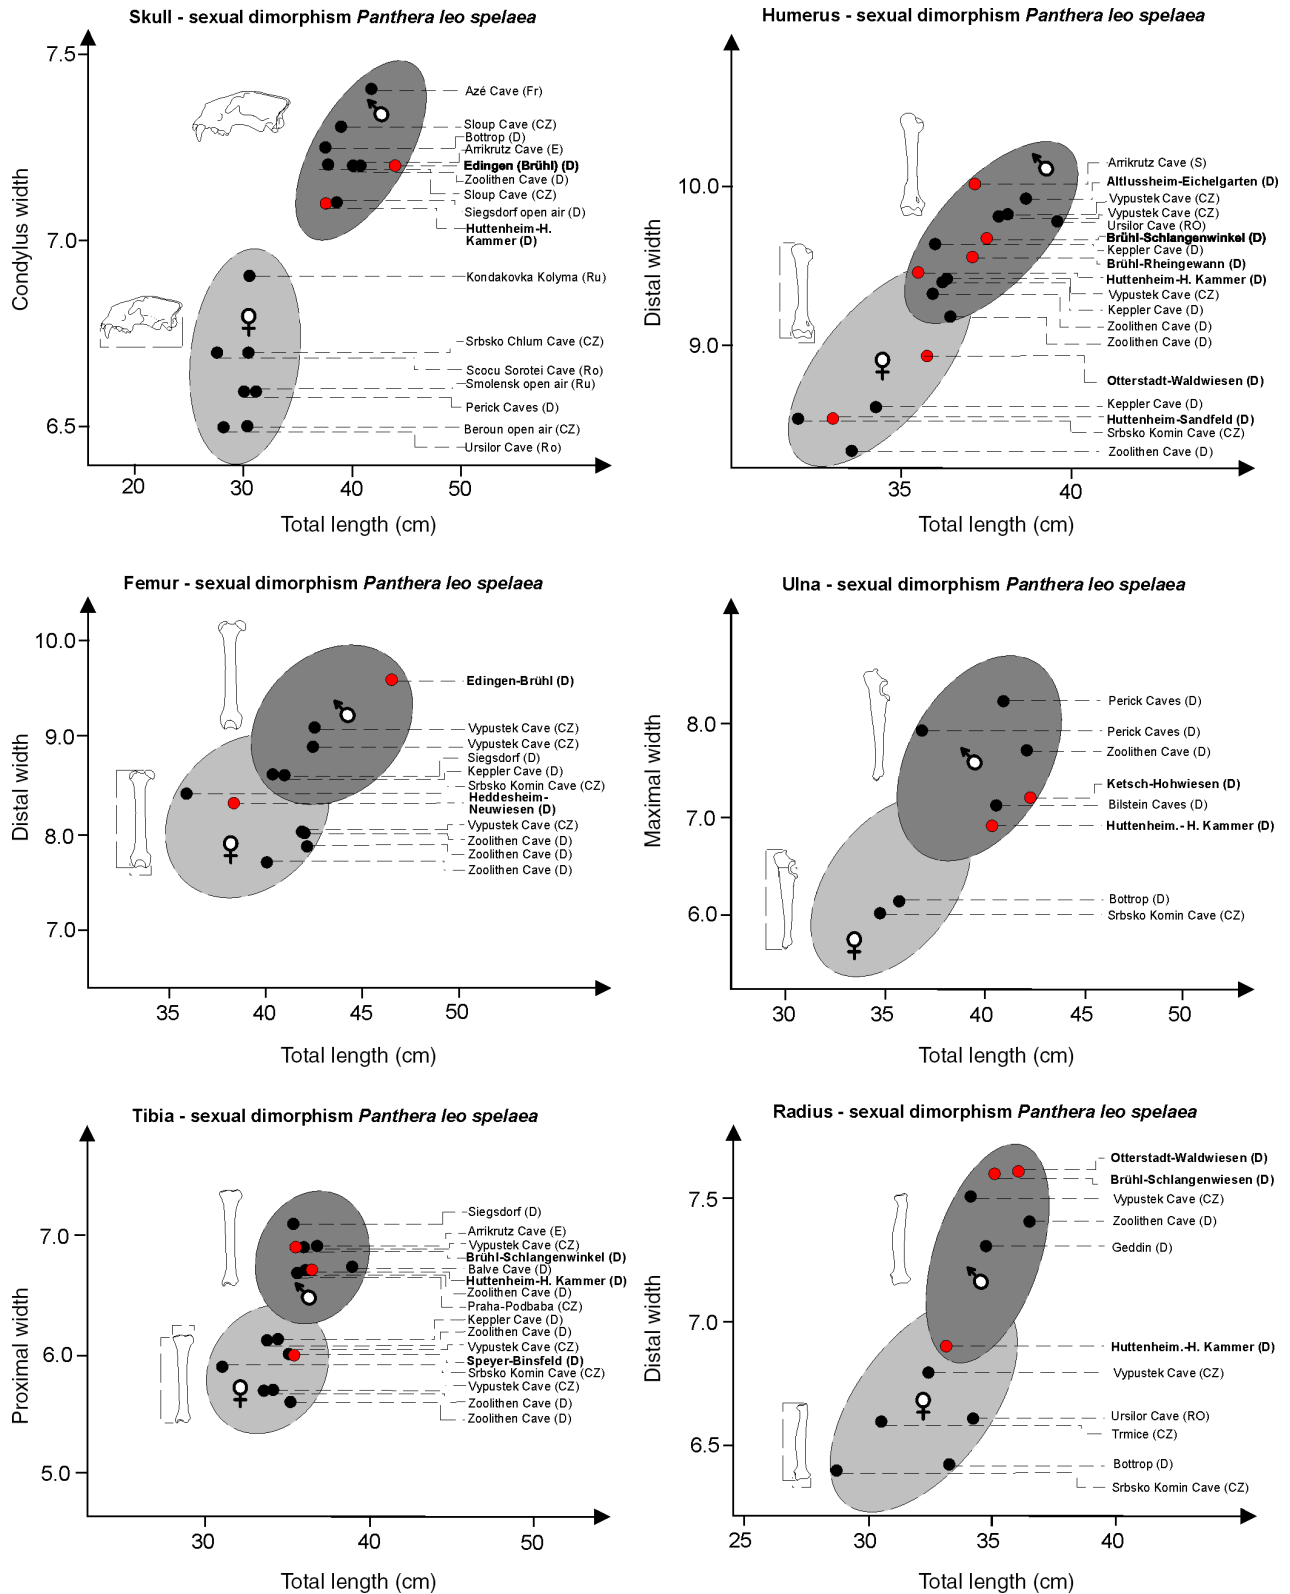 Skull - sexual dimorphism Panthera leo spelaea
7.5
7.0
6.5
Condylus width
20
30
40
50
Total length (cm)
Azé Cave (Fr)
Sloup Cave (CZ)
Bottrop (D)
Arrikrutz Cave (E)
Edingen (Brühl) (D)
Zoolithen Cave (D)
Sloup Cave (CZ)
Siegsdorf open air (D)
Huttenheim-H.
Kammer (D)
Kondakovka Kolyma (Ru)
Srbsko Chlum Cave (CZ)
Scocu Sorotei Cave (Ro)
Smolensk open air (Ru)
Perick Caves (D)
Beroun open air (CZ)
Ursilor Cave (Ro)
Humerus - sexual dimorphism Panthera leo spelaea
10.0
9.0
Distal width
35
40
Total length (cm)
Arrikrutz Cave (S)
Altlussheim-Eichelgarten (D)
Vypustek Cave (CZ)
Vypustek Cave (CZ)
Ursilor Cave (RO)
Brühl-Schlangenwinkel (D)
Keppler Cave (D)
Brühl-Rheingewann (D)
Huttenheim-H. Kammer (D)
Vypustek Cave (CZ)
Keppler Cave (D)
Zoolithen Cave (D)
Zoolithen Cave (D)
Otterstadt-Waldwiesen (D)
Keppler Cave (D)
Huttenheim-Sandfeld (D)
Srbsko Komin Cave (CZ)
Zoolithen Cave (D)
Femur - sexual dimorphism Panthera leo spelaea
10.0
9.0
8.0
7.0
Distal width
35
40
45
50
Total length (cm)
Edingen-Brühl (D)
Vypustek Cave (CZ)
Vypustek Cave (CZ)
Siegsdorf (D)
Keppler Cave (D)
Srbsko Komin Cave (CZ)
Heddesheim-
Neuwiesen (D)
Vypustek Cave (CZ)
Zoolithen Cave (D)
Zoolithen Cave (D)
Zoolithen Cave (D)
Ulna - sexual dimorphism Panthera leo spelaea
8.0
7.0
6.0
Maximal width
30
35
40
45
50
Total length (cm)
Perick Caves (D)
Perick Caves (D)
Zoolithen Cave (D)
Ketsch-Hohwiesen (D)
Bilstein Caves (D)
Huttenheim.- H. Kammer (D)
Bottrop (D)
Srbsko Komin Cave (CZ)
Tibia - sexual dimorphism Panthera leo spelaea
7.0
6.0
5.0
Proximal width
30
40
50
Total length (cm)
Siegsdorf (D)
Arrikrutz Cave (E)
Vypustek Cave (CZ)
Brühl-Schlangenwinkel (D)
Balve Cave (D)
Huttenheim-H. Kammer (D)
Zoolithen Cave (D)
Praha-Podbaba (CZ)
Keppler Cave (D)
Zoolithen Cave (D)
Vypustek Cave (CZ)
Speyer-Binsfeld (D)
Srbsko Komin Cave (CZ)
Vypustek Cave (CZ)
Zoolithen Cave (D)
Zoolithen Cave (D)
Radius - sexual dimorphism Panthera leo spelaea
7.5
7.0
6.5
Distal width
25
30
35
40
Total length (cm)
Otterstadt-Waldwiesen (D)
Brühl-Schlangenwiesen (D)
Vypustek Cave (CZ)
Zoolithen Cave (D)
Geddin (D)
Huttenheim.-H. Kammer (D)
Vypustek Cave (CZ)
Ursilor Cave (RO)
Trmice (CZ)
Bottrop (D)
Srbsko Komin Cave (CZ)